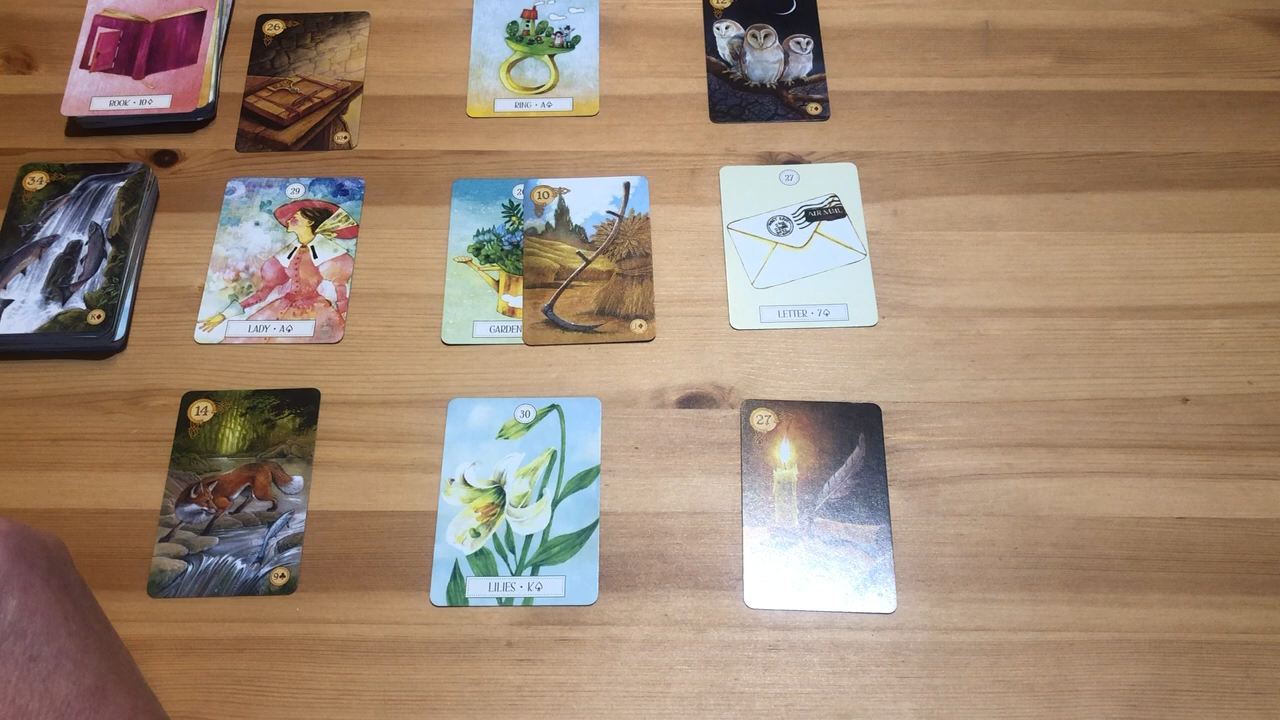 BOOK • 10♢
26
RING • A♤
12
34
K♦
29
LADY • A♤
GARDEN
10
J♦
27
AIR MAIL
LETTER • 7♤
14
9♣
30
LILIES • K♤
27